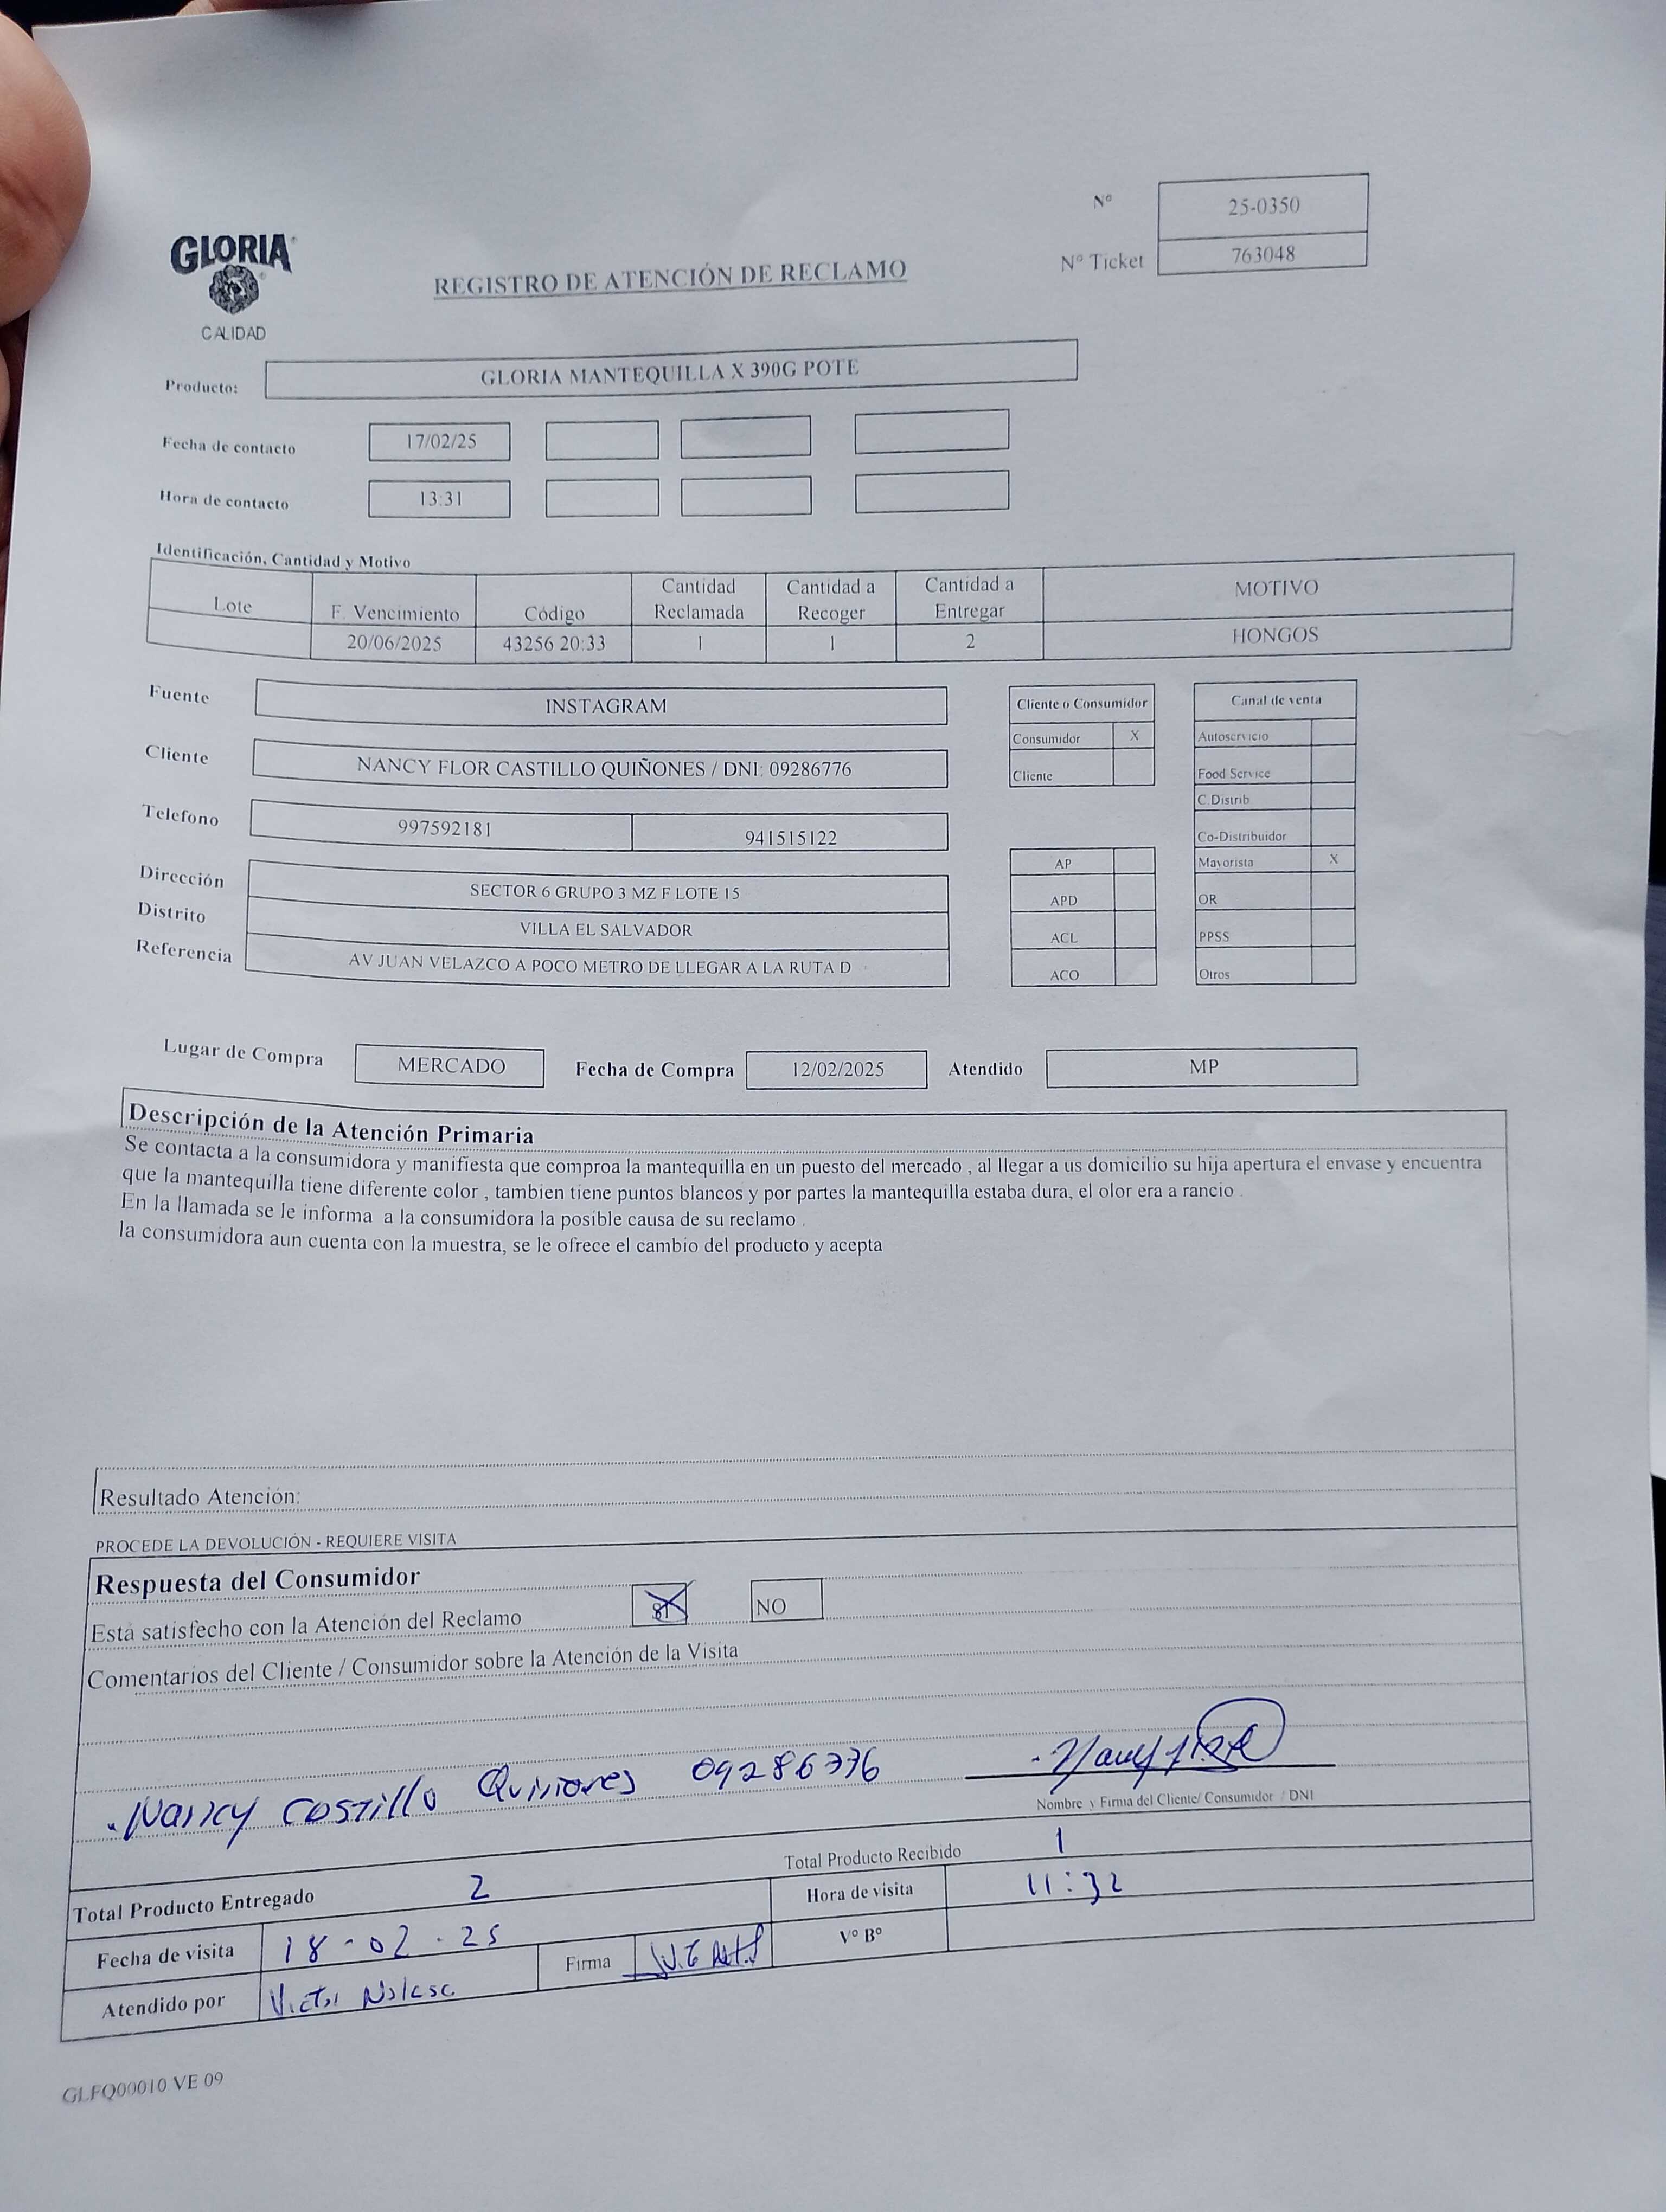 N° 25-0350
GLORIA
CALIDAD
REGISTRO DE ATENCIÓN DE RECLAMO
N° Ticket 763048
Producto: GLORIA MANTEQUILLA X 390G POTE
Fecha de contacto 17/02/25
Hora de contacto 13:31
Identificación, Cantidad y Motivo
Lote F. Vencimiento Código Cantidad Reclamada Cantidad a Recoger Cantidad a Entregar MOTIVO
20/06/2025 43256 20:33 1 1 2 HONGOS
Fuente INSTAGRAM
Cliente NANCY FLOR CASTILLO QUIÑONES / DNI: 09286776
Telefono 997592181 941515122
Dirección SECTOR 6 GRUPO 3 MZ F LOTE 15
Distrito VILLA EL SALVADOR
Referencia AV JUAN VELAZCO A POCO METRO DE LLEGAR A LA RUTA D
Cliente o Consumidor
Consumidor X
Cliente
AP
APD
ACL
ACO
Canal de venta
Autoservicio
Food Service
C.Distrib
Co-Distribuidor
Mayorista X
OR
PPSS
Otros
Lugar de Compra MERCADO Fecha de Compra 12/02/2025 Atendido MP
Descripción de la Atención Primaria
Se contacta a la consumidora y manifiesta que comproa la mantequilla en un puesto del mercado , al llegar a us domicilio su hija apertura el envase y encuentra
que la mantequilla tiene diferente color , tambien tiene puntos blancos y por partes la mantequilla estaba dura, el olor era a rancio .
En la llamada se le informa a la consumidora la posible causa de su reclamo .
la consumidora aun cuenta con la muestra, se le ofrece el cambio del producto y acepta
Resultado Atención:
PROCEDE LA DEVOLUCIÓN - REQUIERE VISITA
Respuesta del Consumidor
Está satisfecho con la Atención del Reclamo SI NO
Comentarios del Cliente / Consumidor sobre la Atención de la Visita
Nancy Costillo Quiñones 09286776
Nombre y Firma del Cliente/ Consumidor / DNI
Total Producto Entregado 2 Total Producto Recibido 1
Fecha de visita 18-02-25 Hora de visita 11:32
Atendido por Victor Nolasc. Firma V° B°
GLFQ00010 VE 09